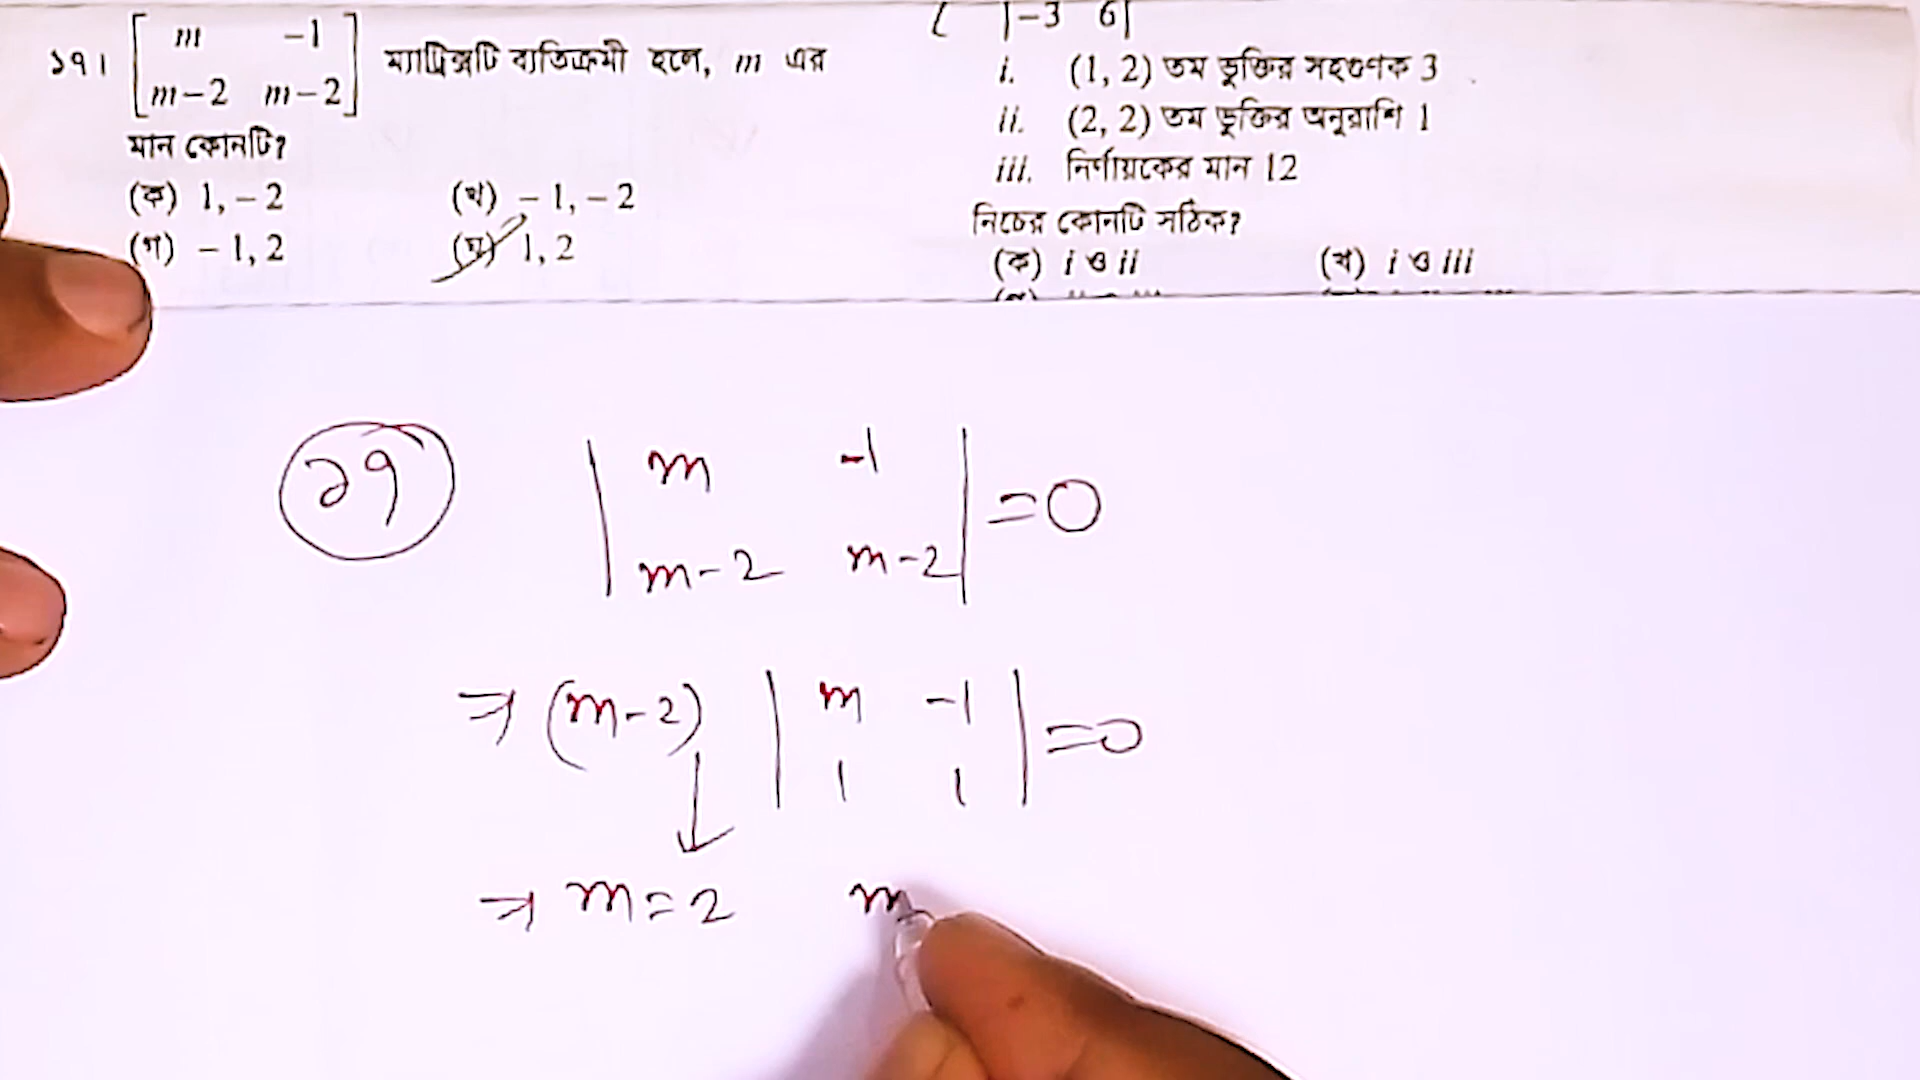 ১৭। [m -1
m-2 m-2] ম্যাট্রিক্সটি ব্যতিক্রমী হলে, m এর
মান কোনটি?
(ক) 1, -2 (খ) -1, -2
(গ) -1, 2 (ঘ) 1, 2
|-3 6|
i. (1, 2) তম ভুক্তির সহগুণক 3
ii. (2, 2) তম ভুক্তির অনুরাশি 1
iii. নির্ণায়কের মান 12
নিচের কোনটি সঠিক?
(ক) i ও ii (খ) i ও iii
১৭
| m -1 |
| m-2 m-2 | =0
⇒ (m-2) | m -1 | =0
| 1 1 |
⇒ m=2 m